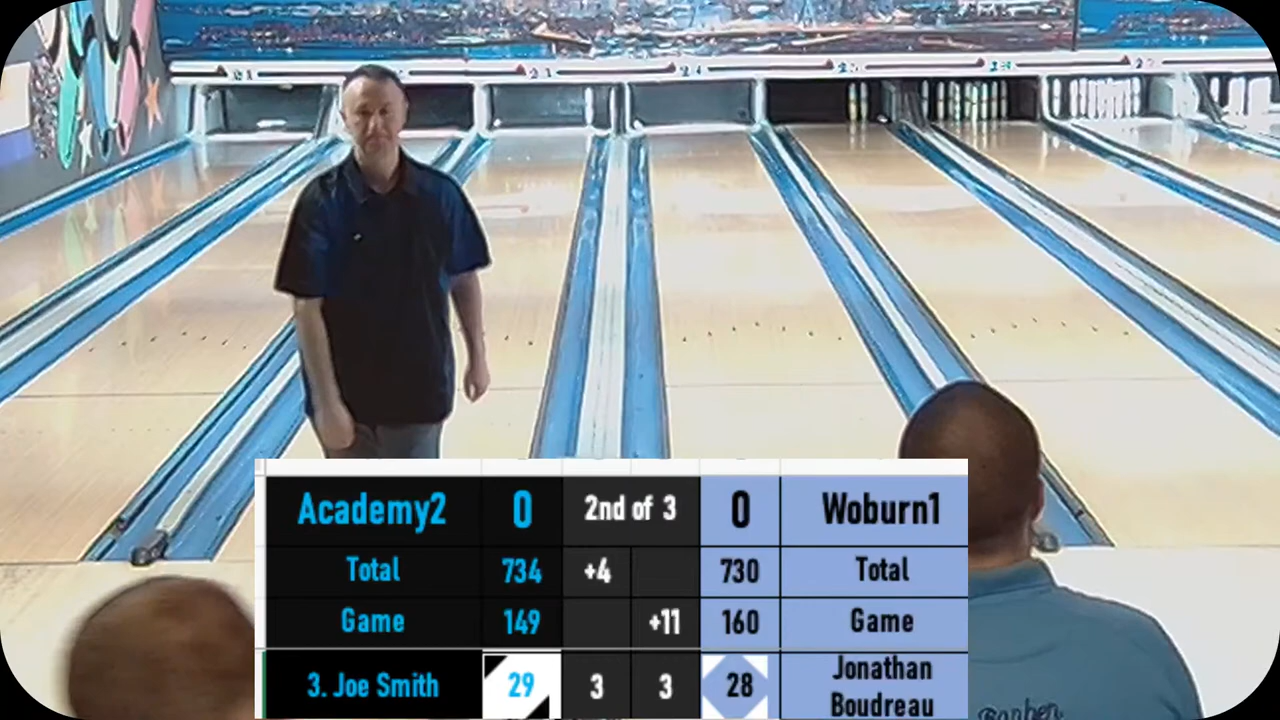 21
Academy2 0 2nd of 3 0 Woburn1
Total 734 +4 730 Total
Game 149 +11 160 Game
3. Joe Smith 29 3 3 28 Jonathan
Boudreau